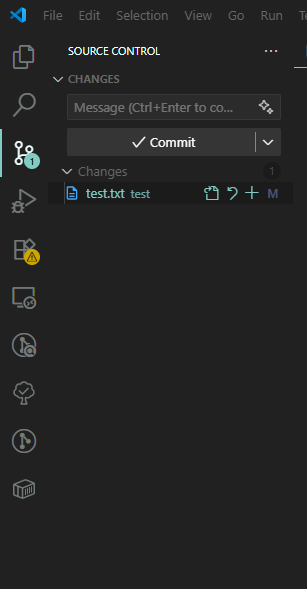 File Edit Selection View Go Run T
SOURCE CONTROL ...
CHANGES
Message (Ctrl+Enter to co...
1
Commit
Changes 1
test.txt test M